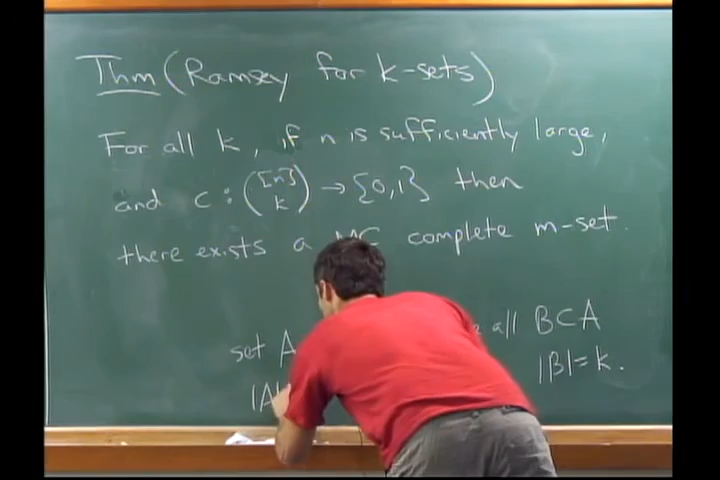 Thm (Ramsey for k-sets)
For all k, if n is sufficiently large,
and c : ([n] k) → {0,1} then
there exists a MC complete m-set.
set A all B⊂A
|A| |B|=k.